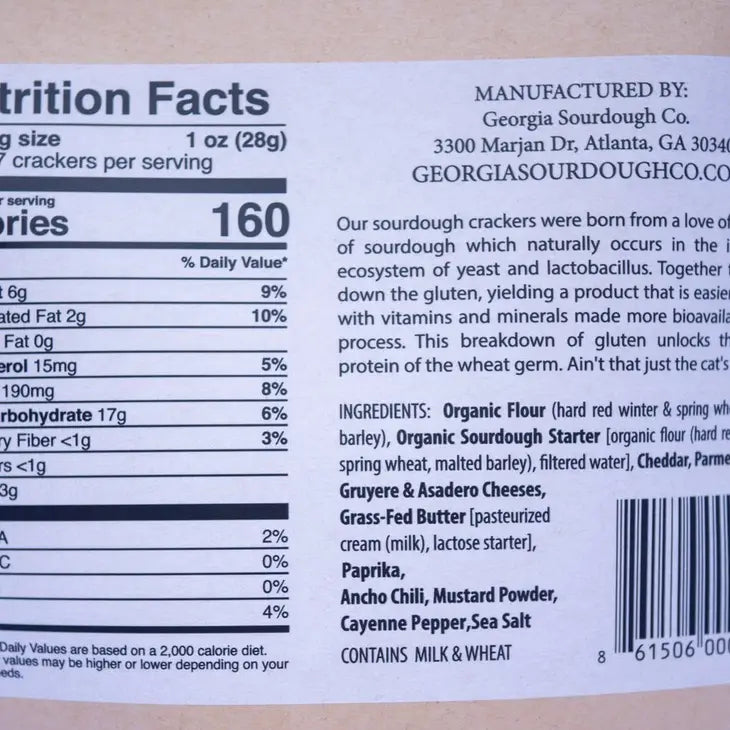 trition Facts
g size 1 oz (28g)
7 crackers per serving
r serving
ories 160
% Daily Value*
t 6g 9%
ated Fat 2g 10%
Fat 0g
erol 15mg 5%
190mg 8%
arbohydrate 17g 6%
ry Fiber <1g 3%
rs <1g
3g
A 2%
C 0%
0%
4%
Daily Values are based on a 2,000 calorie diet.
values may be higher or lower depending on your
eds.
MANUFACTURED BY:
Georgia Sourdough Co.
3300 Marjan Dr, Atlanta, GA 3034
GEORGIASOURDOUGHCO.CO
Our sourdough crackers were born from a love of
of sourdough which naturally occurs in the i
ecosystem of yeast and lactobacillus. Together
down the gluten, yielding a product that is easie
with vitamins and minerals made more bioavaila
process. This breakdown of gluten unlocks th
protein of the wheat germ. Ain't that just the cat's
INGREDIENTS: Organic Flour (hard red winter & spring wh
barley), Organic Sourdough Starter [organic flour (hard re
spring wheat, malted barley), filtered water], Cheddar, Parme
Gruyere & Asadero Cheeses,
Grass-Fed Butter [pasteurized
cream (milk), lactose starter],
Paprika,
Ancho Chili, Mustard Powder,
Cayenne Pepper,Sea Salt
CONTAINS MILK & WHEAT
8 61506 00